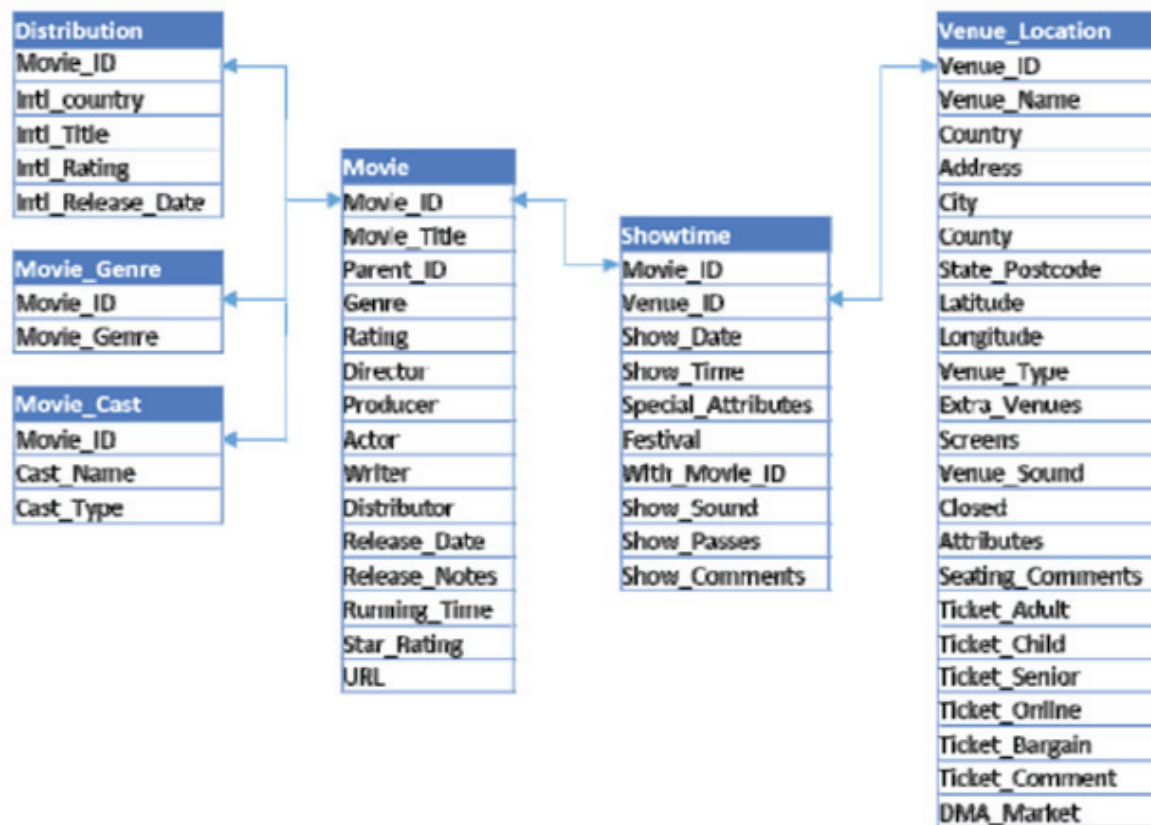 Distribution
Movie_ID
Intl_country
Intl_Title
Intl_Rating
Intl_Release_Date
Movie_Genre
Movie_ID
Movie_Genre
Movie_Cast
Movie_ID
Cast_Name
Cast_Type
Movie
Movie_ID
Movie_Title
Parent_ID
Genre
Rating
Director
Producer
Actor
Writer
Distributor
Release_Date
Release_Notes
Running_Time
Star_Rating
URL
Showtime
Movie_ID
Venue_ID
Show_Date
Show_Time
Special_Attributes
Festival
With_Movie_ID
Show_Sound
Show_Passes
Show_Comments
Venue_Location
Venue_ID
Venue_Name
Country
Address
City
County
State_Postcode
Latitude
Longitude
Venue_Type
Extra_Venues
Screens
Venue_Sound
Closed
Attributes
Seating_Comments
Ticket_Adult
Ticket_Child
Ticket_Senior
Ticket_Online
Ticket_Bargain
Ticket_Comment
DMA_Market